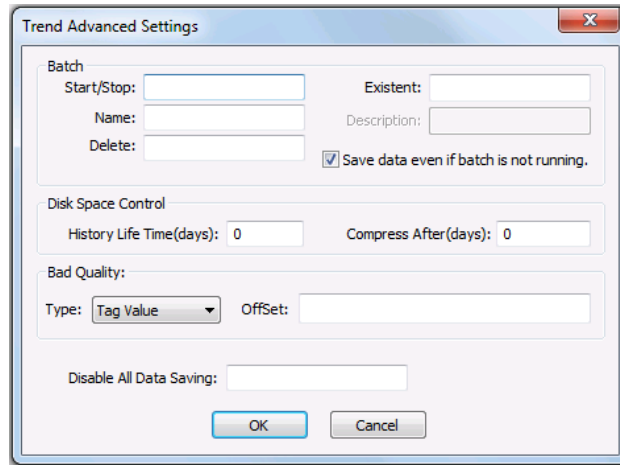 Trend Advanced Settings
Batch
Start/Stop:
Existent:
Name:
Description:
Delete:
Save data even if batch is not running.
Disk Space Control
History Life Time(days): 0
Compress After(days): 0
Bad Quality:
Type: Tag Value
OffSet:
Disable All Data Saving:
OK
Cancel